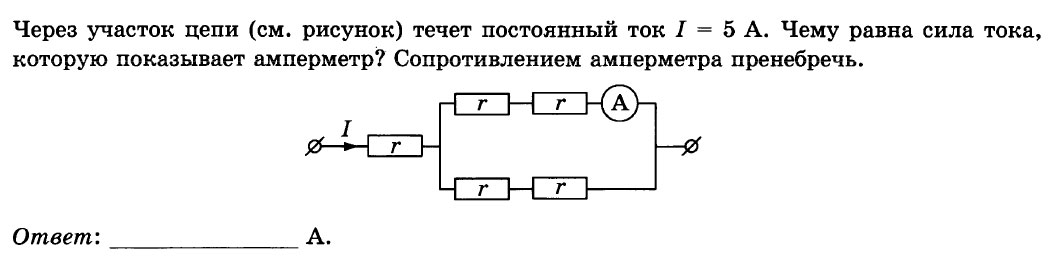 Через участок цепи (см. рисунок) течет постоянный ток I = 5 А. Чему равна сила тока,
которую показывает амперметр? Сопротивлением амперметра пренебречь.
r r A
I
r
r r
Ответ: _________________ А.